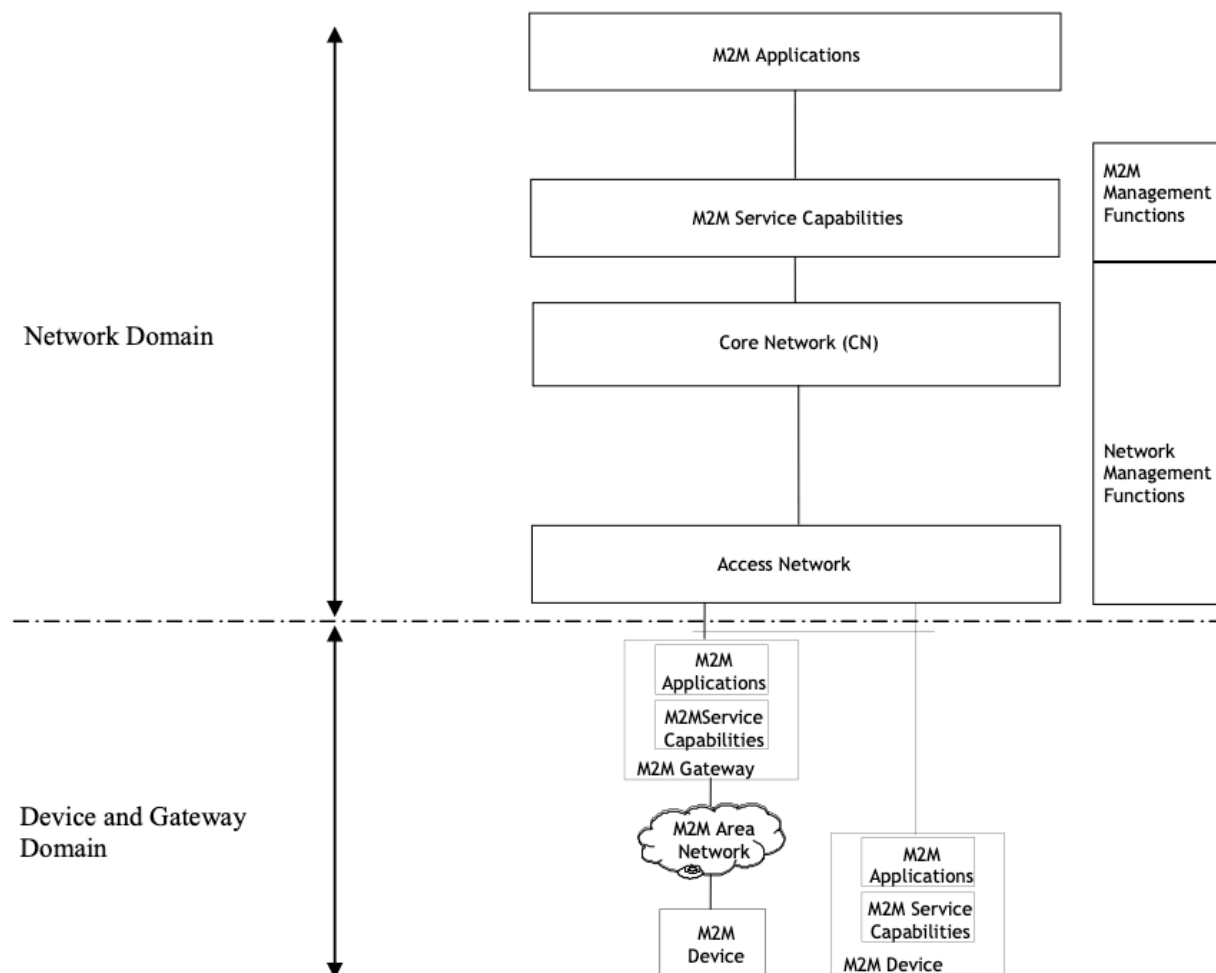 M2M Applications
M2M
Management
Functions
M2M Service Capabilities
Network Domain
Core Network (CN)
Network
Management
Functions
Access Network
M2M
Applications
M2MService
Capabilities
M2M Gateway
Device and Gateway
Domain
M2M Area
Network
M2M
Applications
M2M Service
Capabilities
M2M Device
M2M
Device